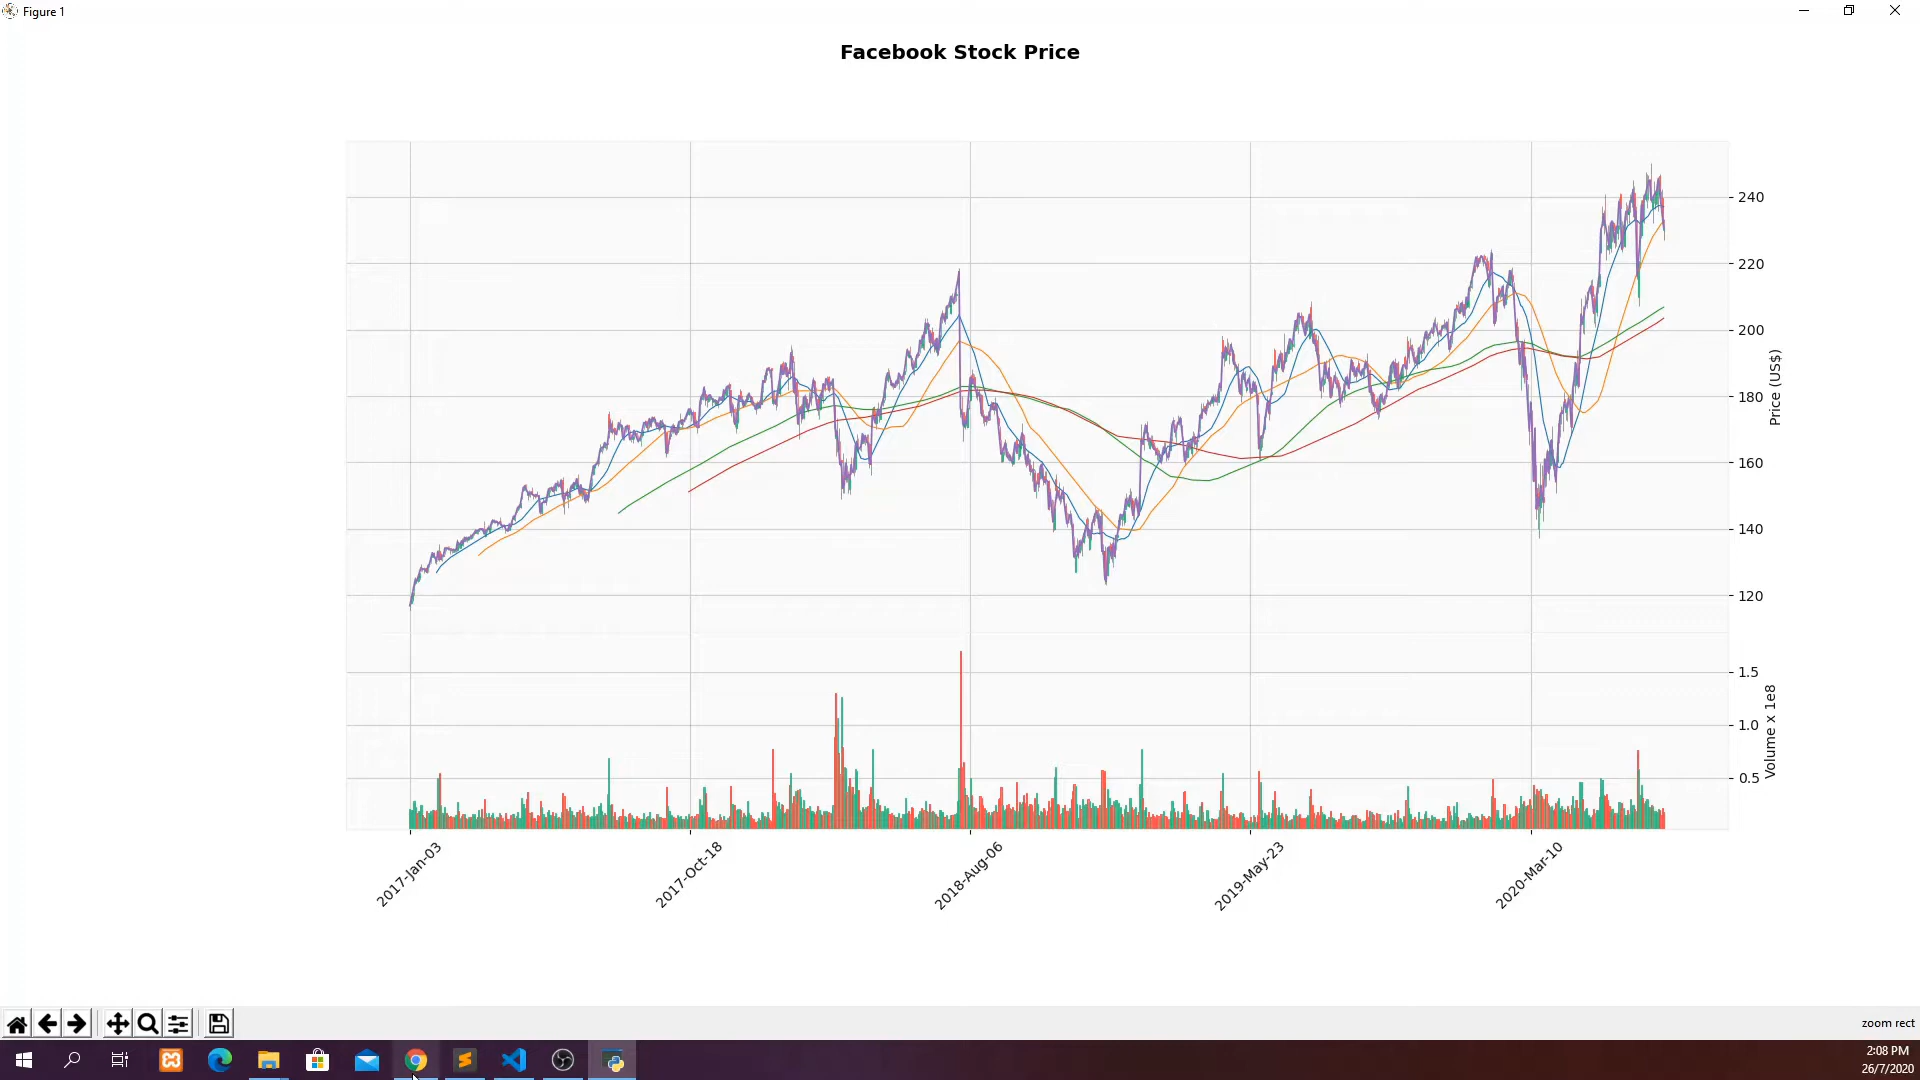 Figure 1
Facebook Stock Price
240
220
200
180
160
140
120
Price (US$)
1.5
1.0
0.5
Volume x 1e8
2017-Jan-03
2017-Oct-18
2018-Aug-06
2019-May-23
2020-Mar-10
zoom rect
2:08 PM
26/7/2020